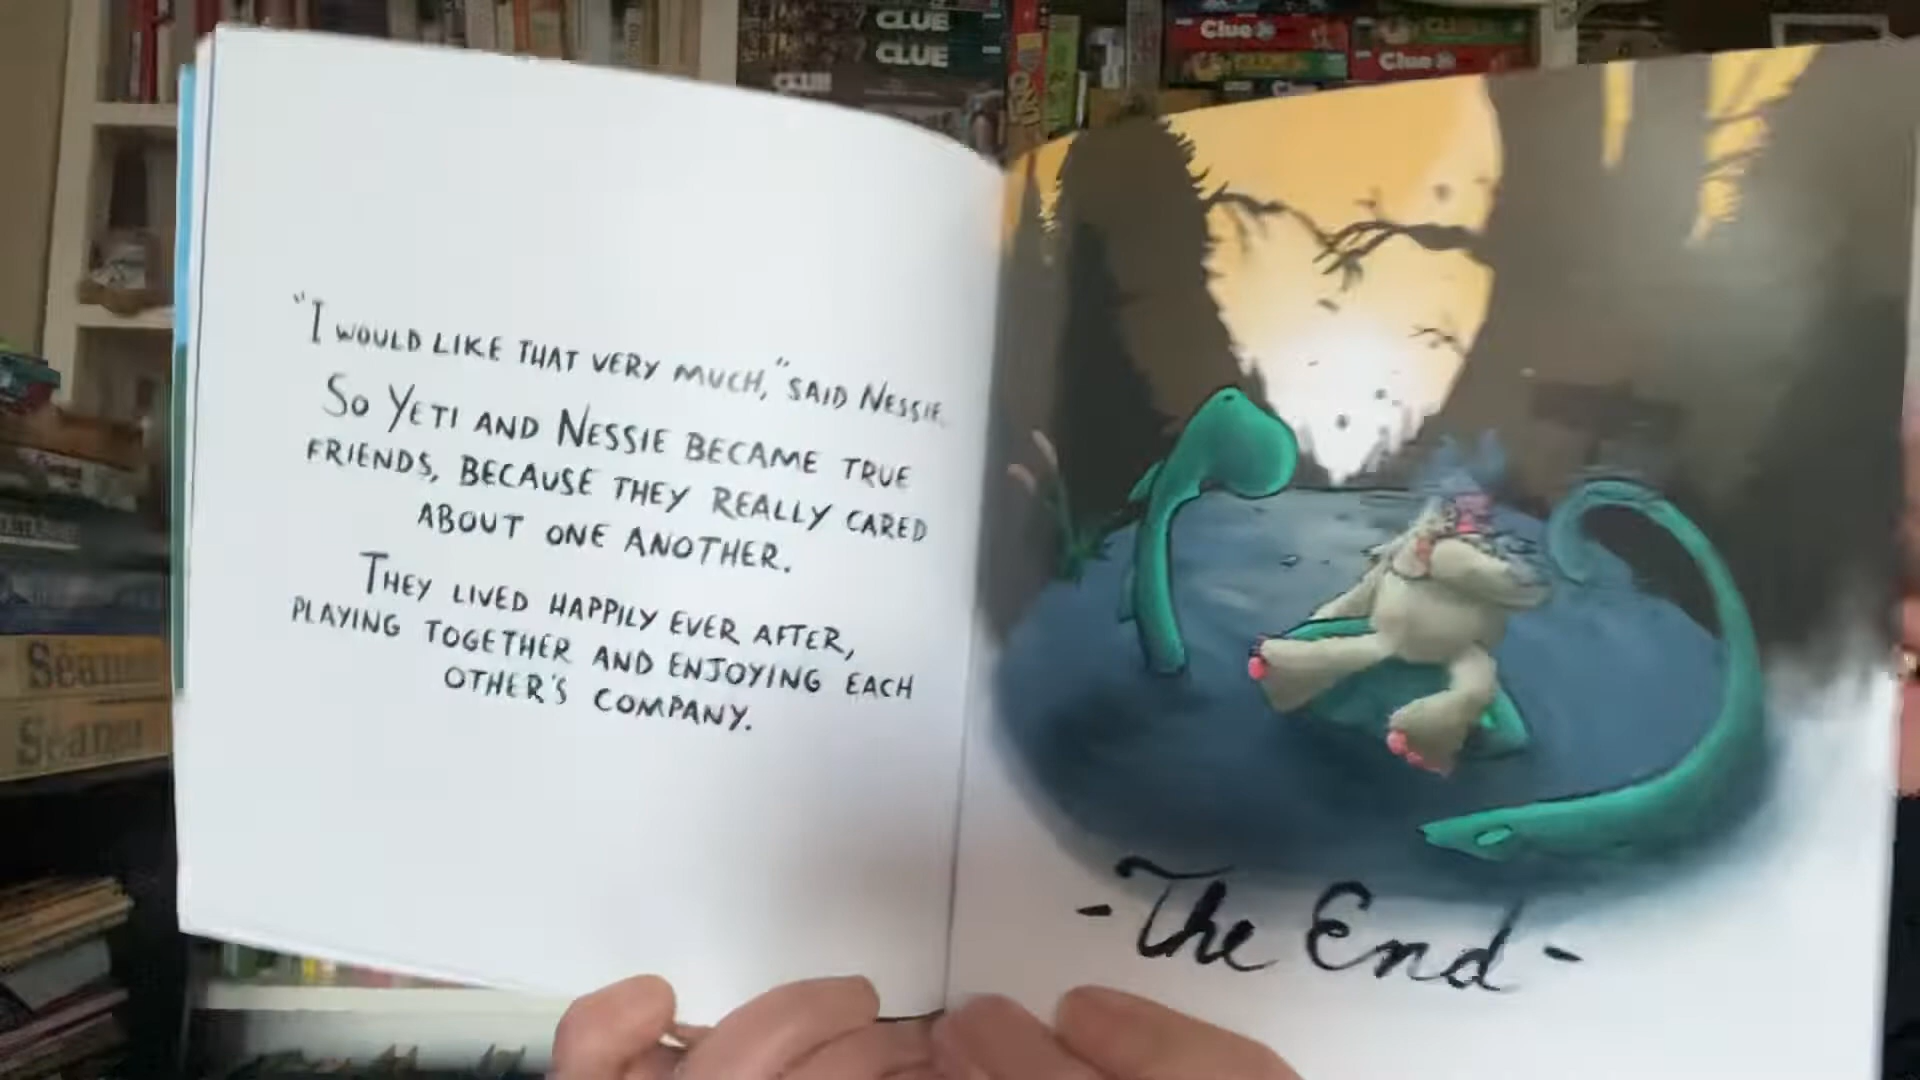 CLUE
CLUE
Clue
Clue
"I WOULD LIKE THAT VERY MUCH," SAID NESSIE.
SO YETI AND NESSIE BECAME TRUE
FRIENDS, BECAUSE THEY REALLY CARED
ABOUT ONE ANOTHER.
THEY LIVED HAPPILY EVER AFTER,
PLAYING TOGETHER AND ENJOYING EACH
OTHER'S COMPANY.
-The End-